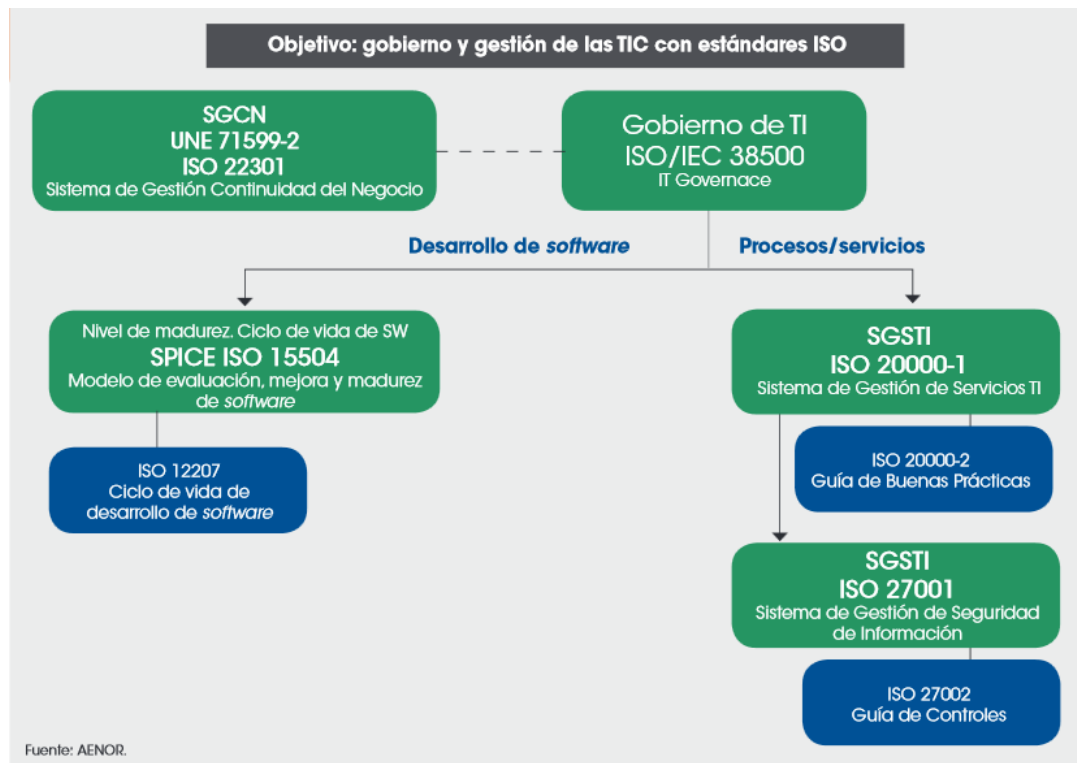 Objetivo: gobierno y gestión de las TIC con estándares ISO
SGCN
UNE 71599-2
ISO 22301
Sistema de Gestión Continuidad del Negocio
Gobierno de TI
ISO/IEC 38500
IT Governace
Desarrollo de software
Procesos/servicios
Nivel de madurez. Ciclo de vida de SW
SPICE ISO 15504
Modelo de evaluación, mejora y madurez
de software
ISO 12207
Ciclo de vida de
desarrollo de software
SGSTI
ISO 20000-1
Sistema de Gestión de Servicios TI
ISO 20000-2
Guía de Buenas Prácticas
SGSTI
ISO 27001
Sistema de Gestión de Seguridad
de Información
ISO 27002
Guía de Controles
Fuente: AENOR.